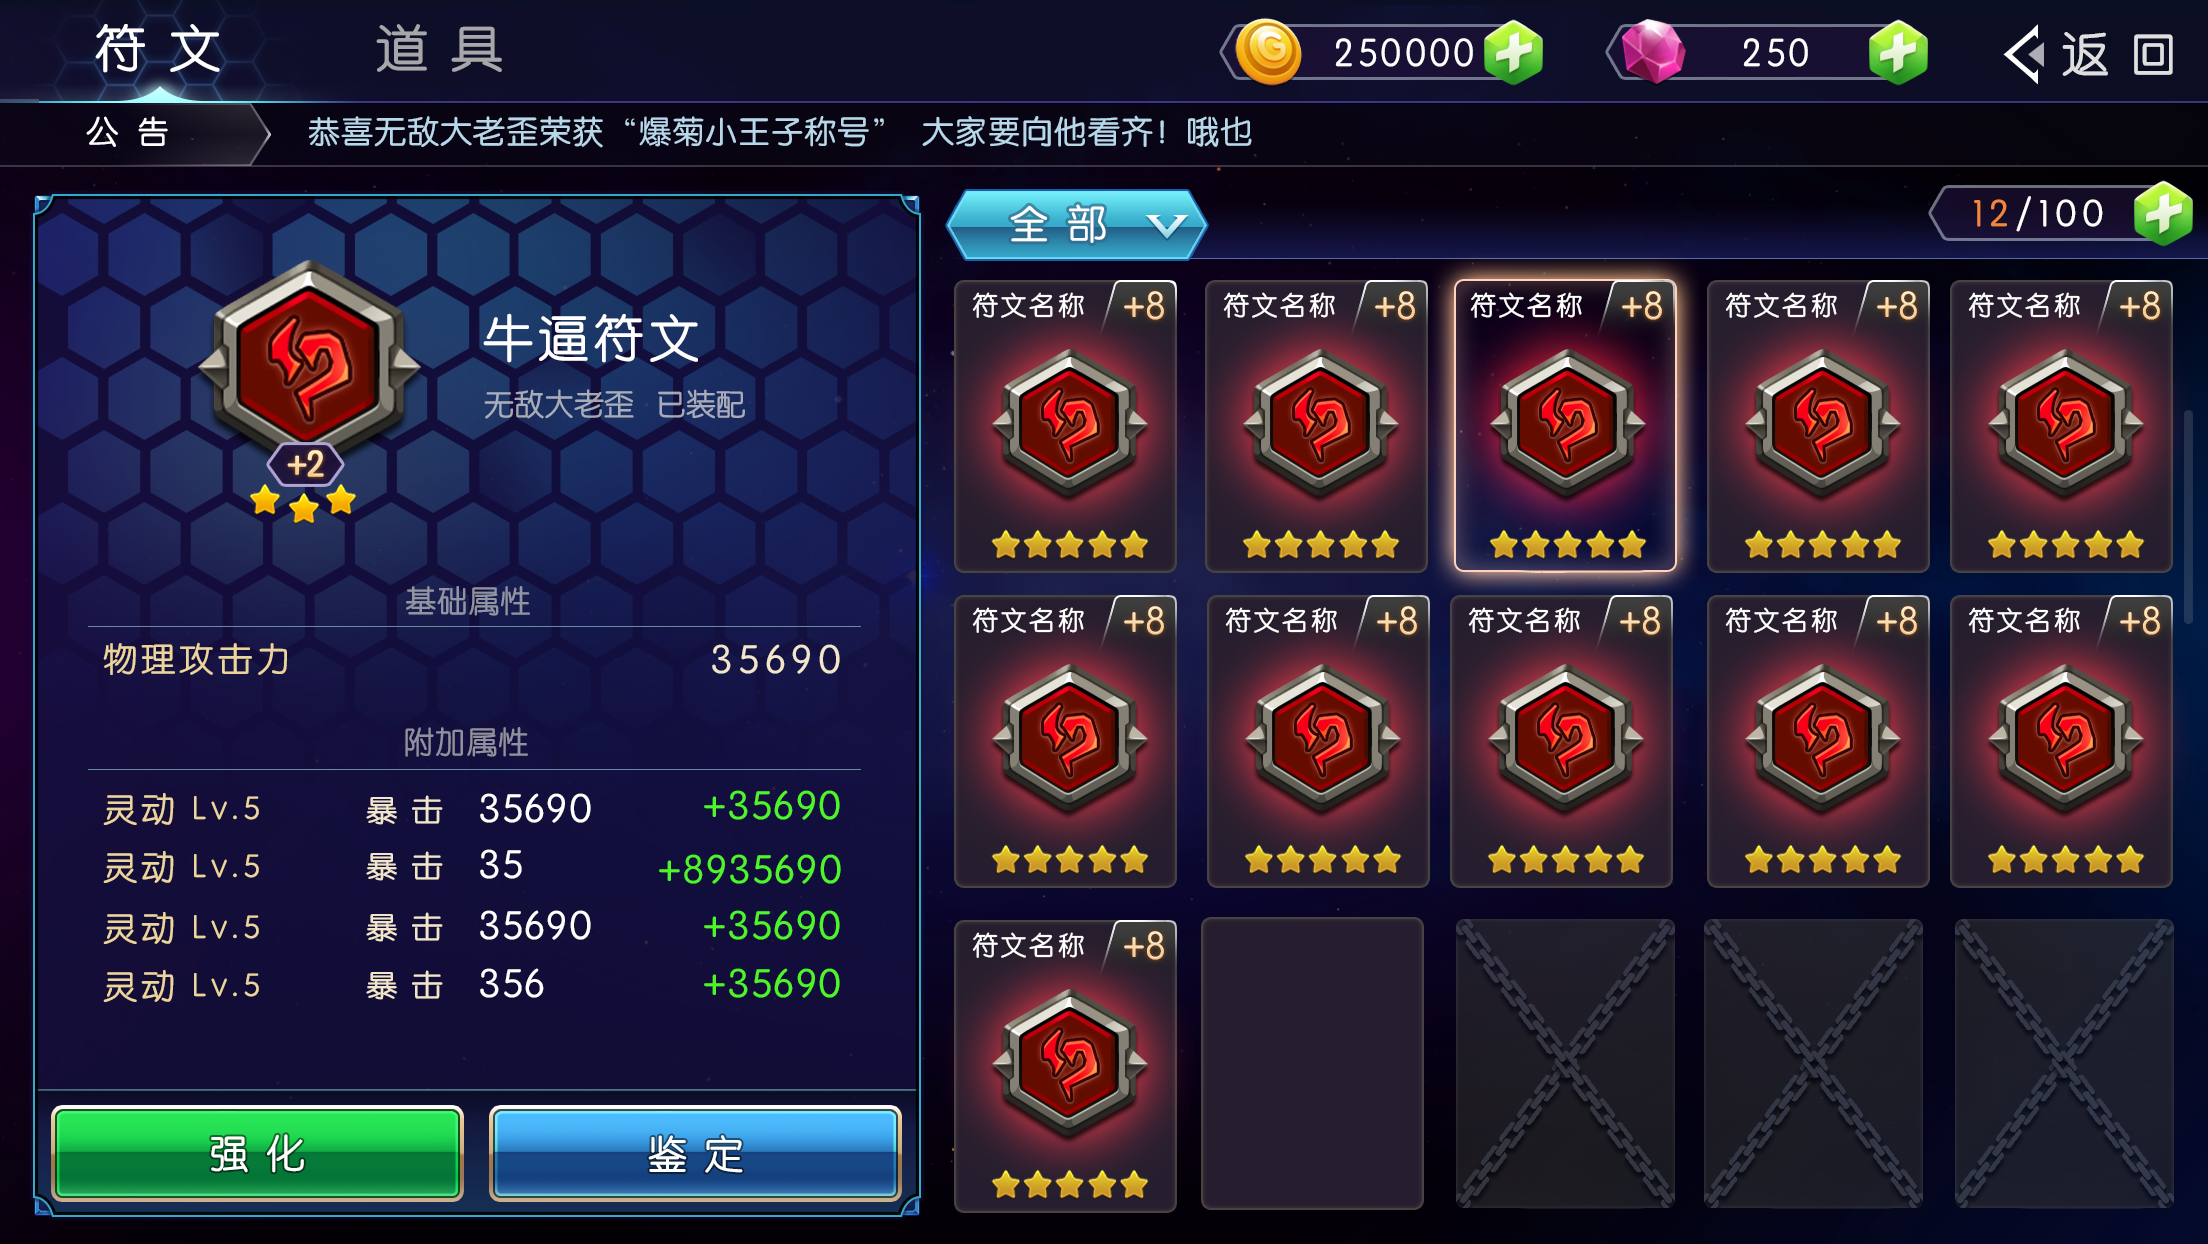 符文 道具 250000 250 返回
公告 恭喜无敌大老歪荣获“爆菊小王子称号” 大家要向他看齐！哦也
牛逼符文
无敌大老歪 已装配
+2
基础属性
物理攻击力 35690
附加属性
灵动 Lv.5 暴击 35690 +35690
灵动 Lv.5 暴击 35 +8935690
灵动 Lv.5 暴击 35690 +35690
灵动 Lv.5 暴击 356 +35690
强化 鉴定
全部 12/100
符文名称 +8 符文名称 +8 符文名称 +8 符文名称 +8 符文名称 +8
符文名称 +8 符文名称 +8 符文名称 +8 符文名称 +8 符文名称 +8
符文名称 +8